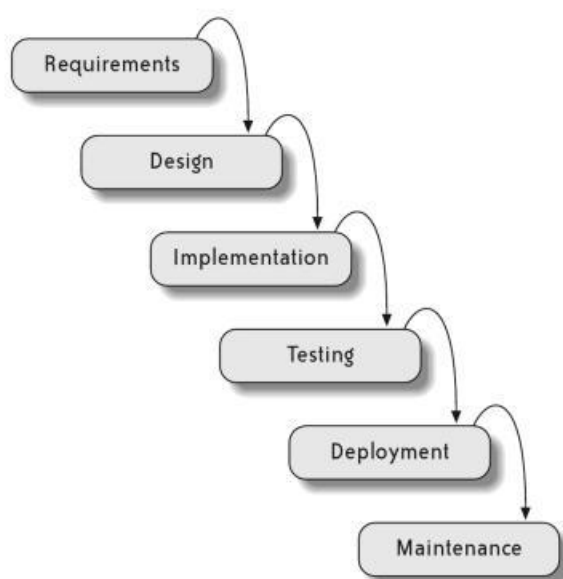 Requirements
Design
Implementation
Testing
Deployment
Maintenance